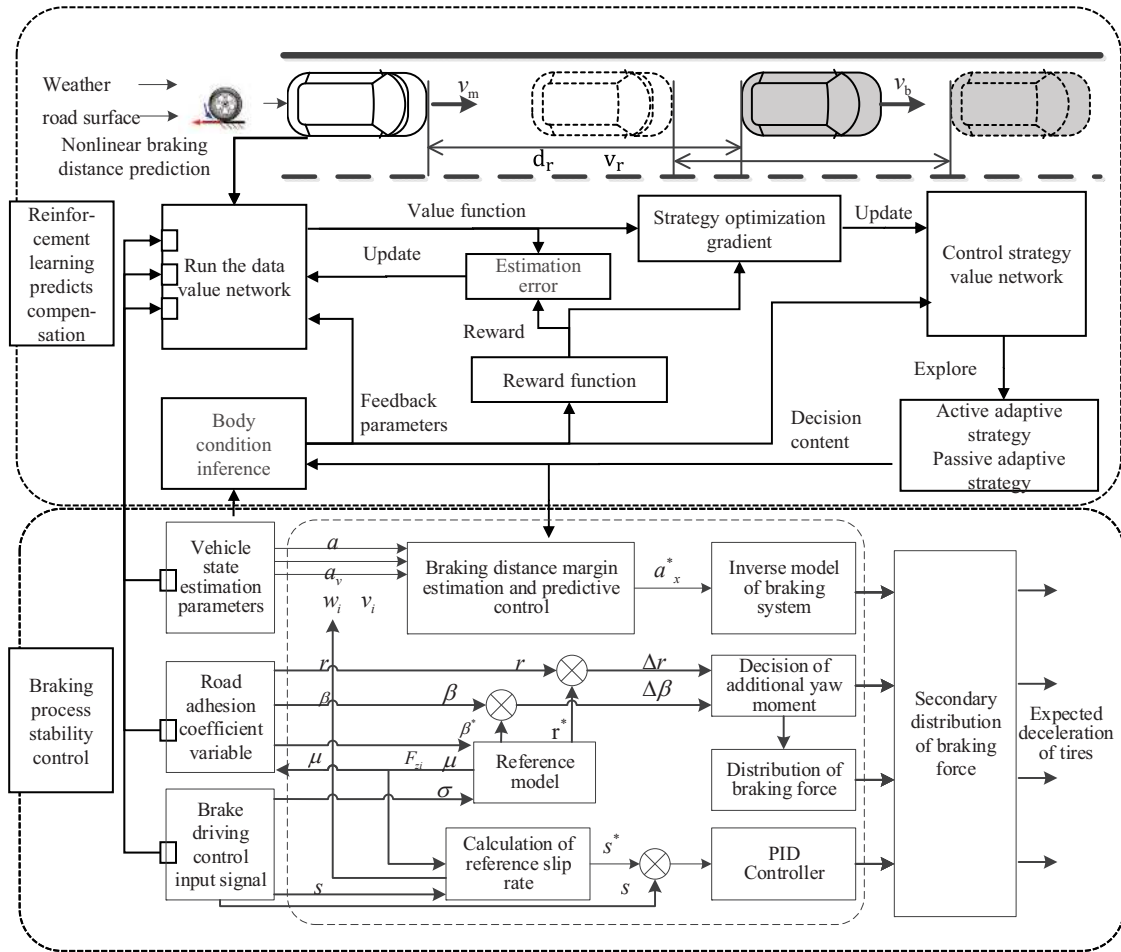 Weather
road surface
Nonlinear braking
distance prediction
v_m
v_b
d_r
v_r
Reinfor-
cement
learning
predicts
compen-
sation
Run the data
value network
Value function
Update
Estimation
error
Reward
Reward function
Strategy optimization
gradient
Update
Control strategy
value network
Explore
Feedback
parameters
Decision
content
Body
condition
inference
Active adaptive
strategy
Passive adaptive
strategy
Braking
process
stability
control
Vehicle
state
estimation
parameters
a
a_v
w_i v_i
Braking distance margin
estimation and predictive
control
a*_x
Inverse model
of braking
system
Road
adhesion
coefficient
variable
r
r
Δr
β
β
Δβ
β*
r*
μ
F_zi
μ
σ
Reference
model
Decision of
additional yaw
moment
Distribution of
braking force
Brake
driving
control
input signal
s
Calculation of
reference slip
rate
s*
s
PID
Controller
Secondary
distribution
of braking
force
Expected
deceleration
of tires